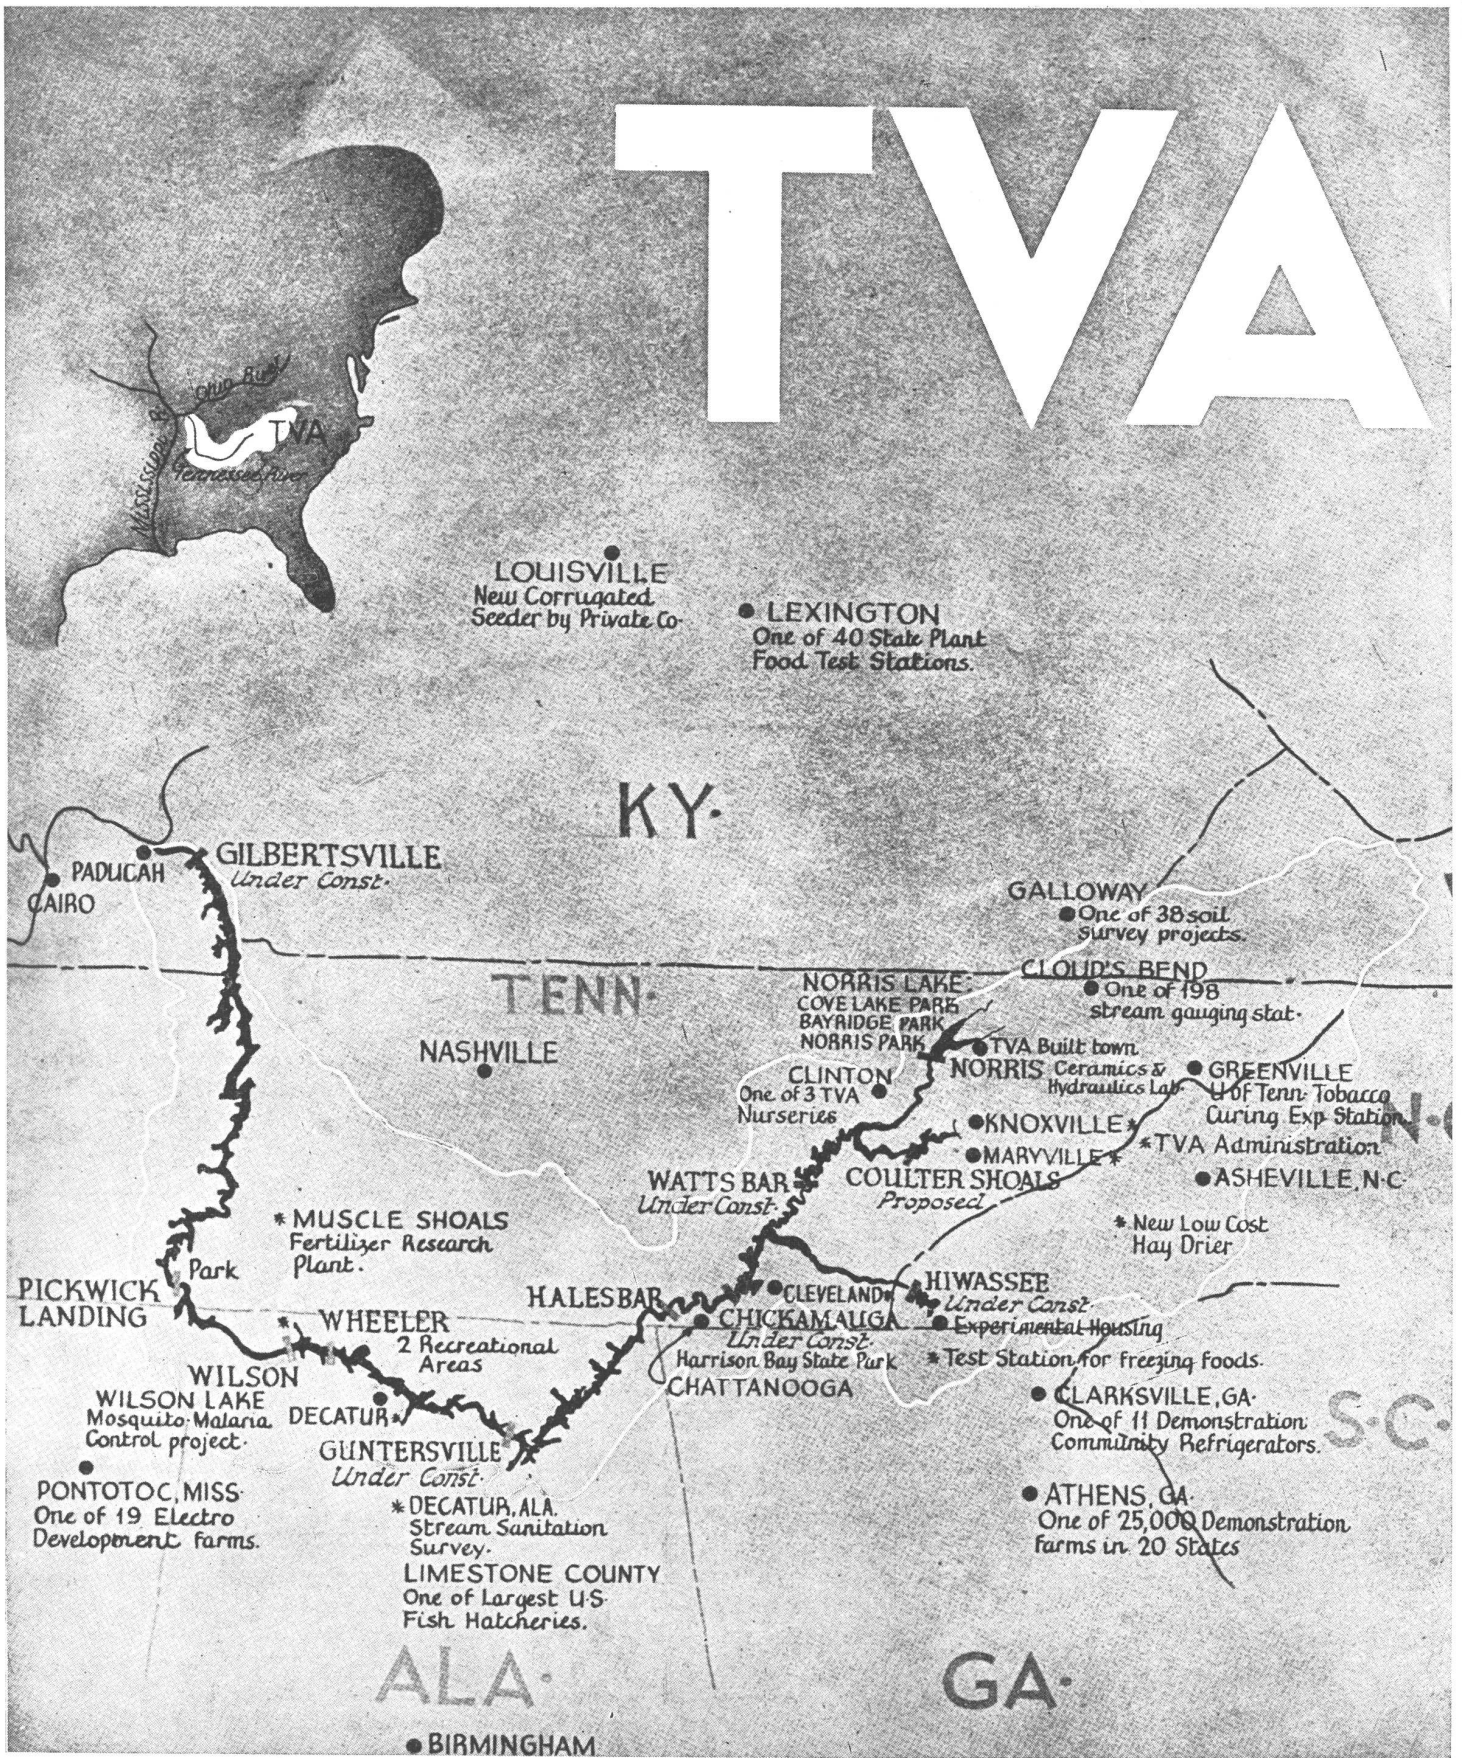 TVA
Ohio River
Mississippi R.
TVA
Tennessee River
LOUISVILLE
New Corrugated
Seeder by Private Co.
LEXINGTON
One of 40 State Plant
Food Test Stations.
KY.
PADUCAH
CAIRO
GILBERTSVILLE
Under Const.
GALLOWAY
One of 38 soil
survey projects.
TENN.
NASHVILLE
CLOUD'S BEND
One of 198
stream gauging stat.
NORRIS LAKE:
COVE LAKE PARK
BAYRIDGE PARK
NORRIS PARK
TVA Built town
NORRIS Ceramics &
Hydraulics Lab.
CLINTON
One of 3 TVA
Nurseries
GREENVILLE
U of Tenn. Tobacco
Curing Exp. Station.
N.C
KNOXVILLE*
*TVA Administration
MARYVILLE*
ASHEVILLE, N.C.
WATTS BAR
Under Const.
COULTER SHOALS
Proposed
* New Low Cost
Hay Drier
* MUSCLE SHOALS
Fertilizer Research
Plant.
Park
PICKWICK
LANDING
HALESBAR
CLEVELAND*
HIWASSEE
Under Const.
CHICKAMAUGA
Under Const.
Harrison Bay State Park
Experimental Housing
* Test Station for freezing foods.
CHATTANOOGA
*
WHEELER
2 Recreational
Areas
WILSON
WILSON LAKE
Mosquito-Malaria
Control project.
DECATUR*
GUNTERSVILLE
Under Const.
CLARKSVILLE, GA.
One of 11 Demonstration
Community Refrigerators.
S.C.
PONTOTOC, MISS.
One of 19 Electro
Development farms.
* DECATUR, ALA.
Stream Sanitation
Survey.
LIMESTONE COUNTY
One of Largest U.S.
Fish Hatcheries.
ATHENS, GA.
One of 25,000 Demonstration
farms in 20 States
ALA.
GA.
BIRMINGHAM